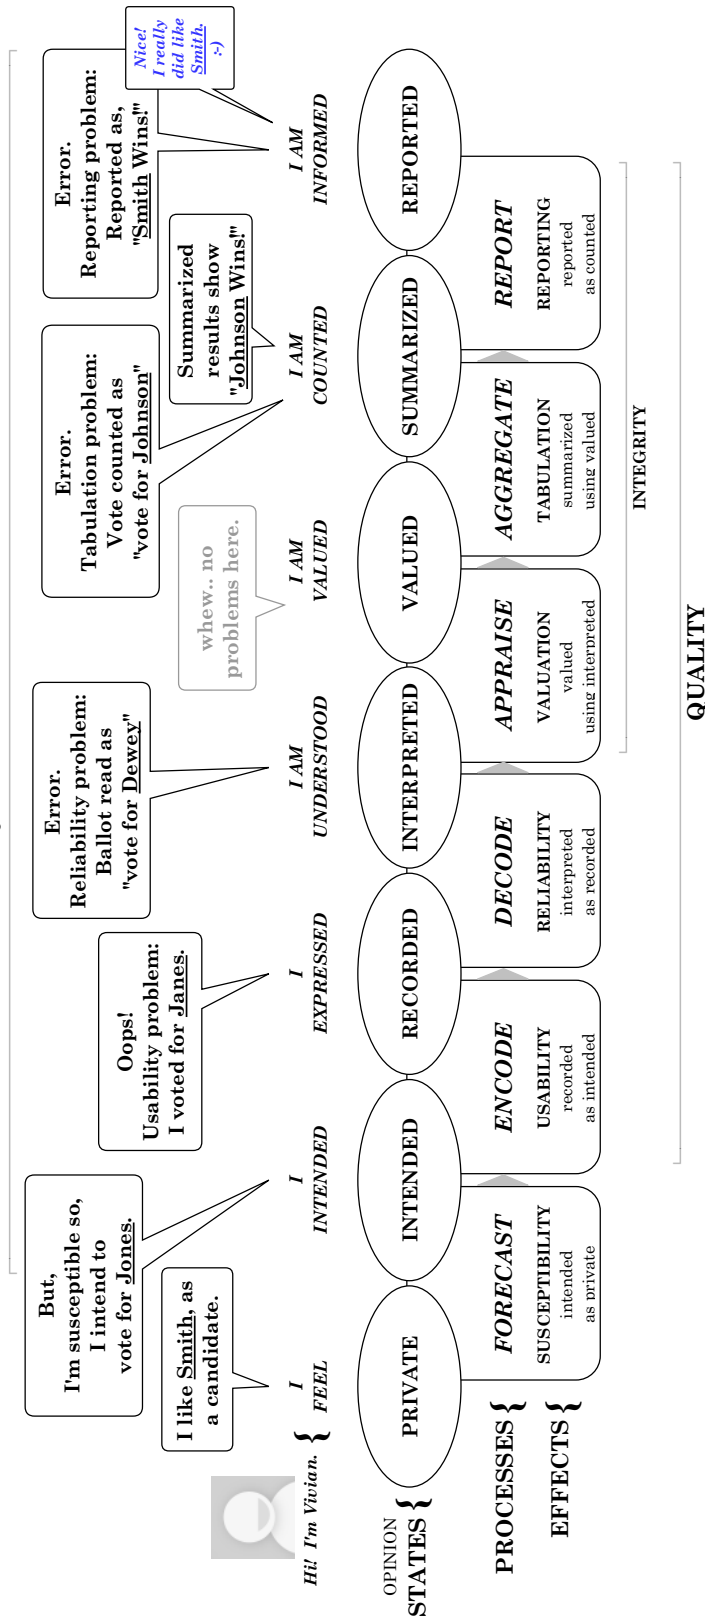 But,
I'm susceptible so,
I intend to
vote for Jones.
I like Smith, as
a candidate.
Oops!
Usability problem:
I voted for Janes.
Error.
Reliability problem:
Ballot read as
"vote for Dewey"
whew.. no
problems here.
Error.
Tabulation problem:
Vote counted as
"vote for Johnson"
Summarized
results show
"Johnson Wins!"
Error.
Reporting problem:
Reported as,
"Smith Wins!"
Nice!
I really
did like
Smith.
:-)
Hi! I'm Vivian. {
I
FEEL
I
INTENDED
I
EXPRESSED
I AM
UNDERSTOOD
I AM
VALUED
I AM
COUNTED
I AM
INFORMED
OPINION
STATES {
PRIVATE
INTENDED
RECORDED
INTERPRETED
VALUED
SUMMARIZED
REPORTED
PROCESSES {
FORECAST
ENCODE
DECODE
APPRAISE
AGGREGATE
REPORT
EFFECTS {
SUSCEPTIBILITY
intended
as private
USABILITY
recorded
as intended
RELIABILITY
interpreted
as recorded
VALUATION
valued
using interpreted
TABULATION
summarized
using valued
REPORTING
reported
as counted
INTEGRITY
QUALITY